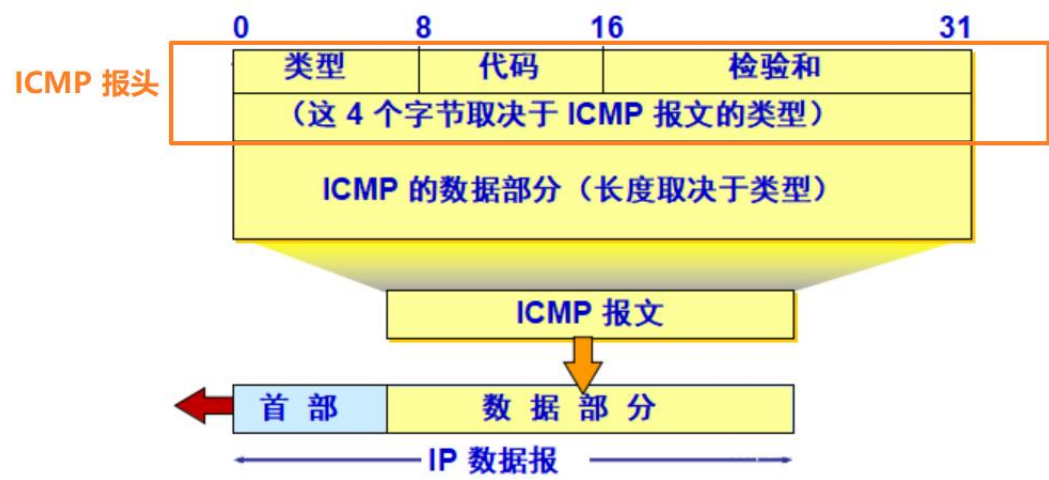 0 8 16 31
ICMP 报头
类型 代码 检验和
（这 4 个字节取决于 ICMP 报文的类型）
ICMP 的数据部分（长度取决于类型）
ICMP 报文
首 部 数 据 部 分
IP 数据报